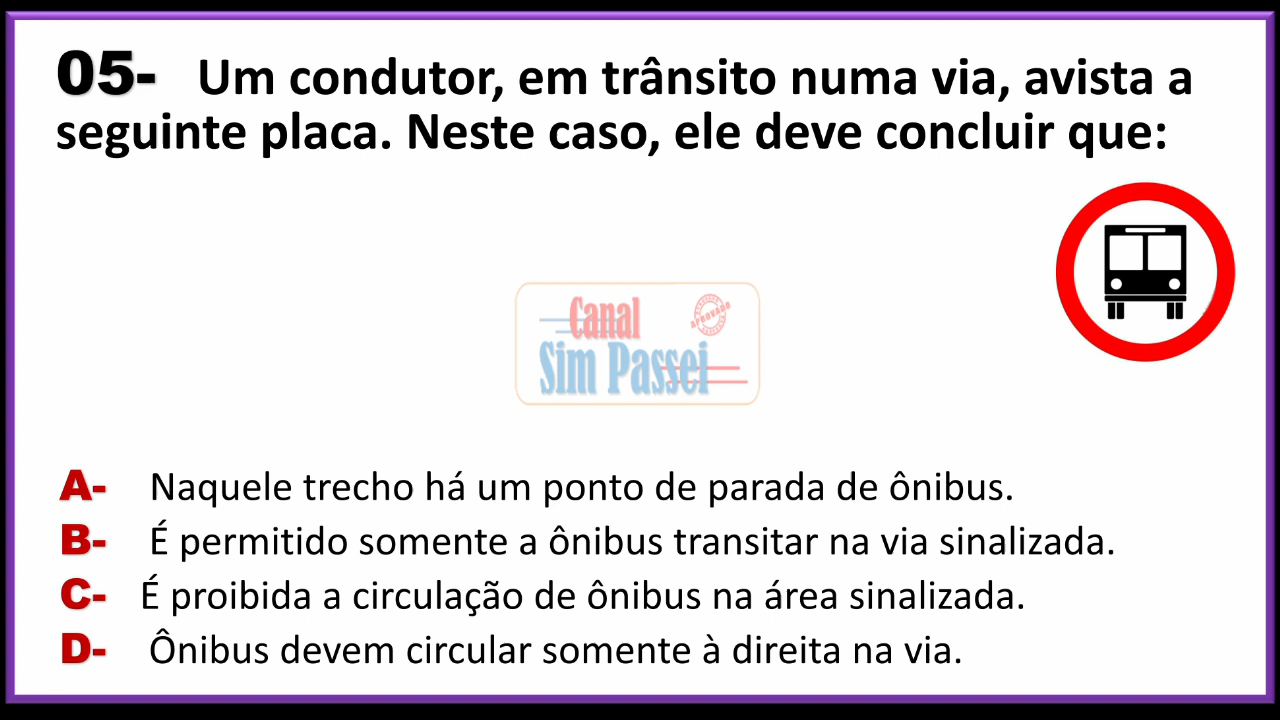 05- Um condutor, em trânsito numa via, avista a
seguinte placa. Neste caso, ele deve concluir que:
Canal
APROVADO
Sim Passei
A- Naquele trecho há um ponto de parada de ônibus.
B- É permitido somente a ônibus transitar na via sinalizada.
C- É proibida a circulação de ônibus na área sinalizada.
D- Ônibus devem circular somente à direita na via.